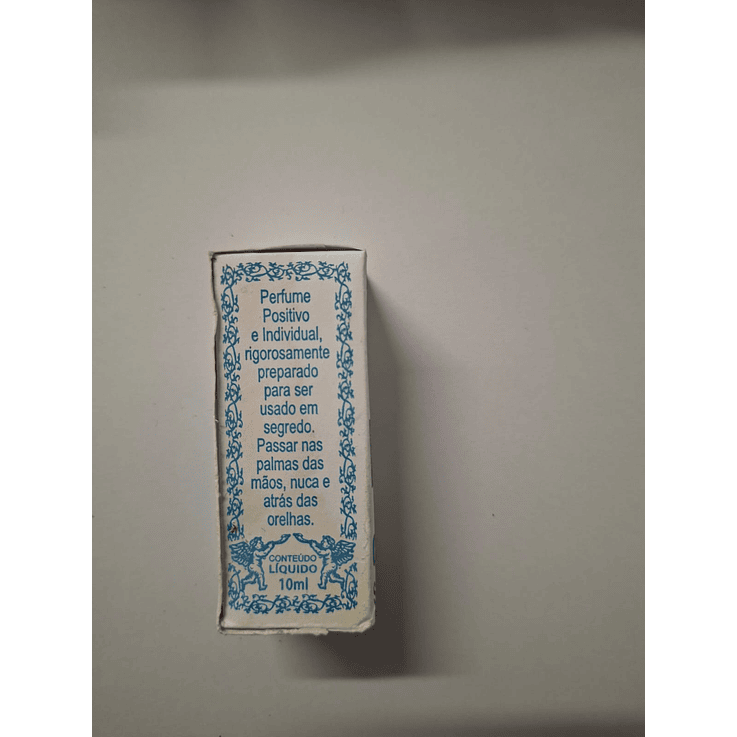 Perfume
Positivo
e Individual,
rigorosamente
preparado
para ser
usado em
segredo.
Passar nas
palmas das
mãos, nuca e
atrás das
orelhas.
CONTEÚDO
LÍQUIDO
10ml